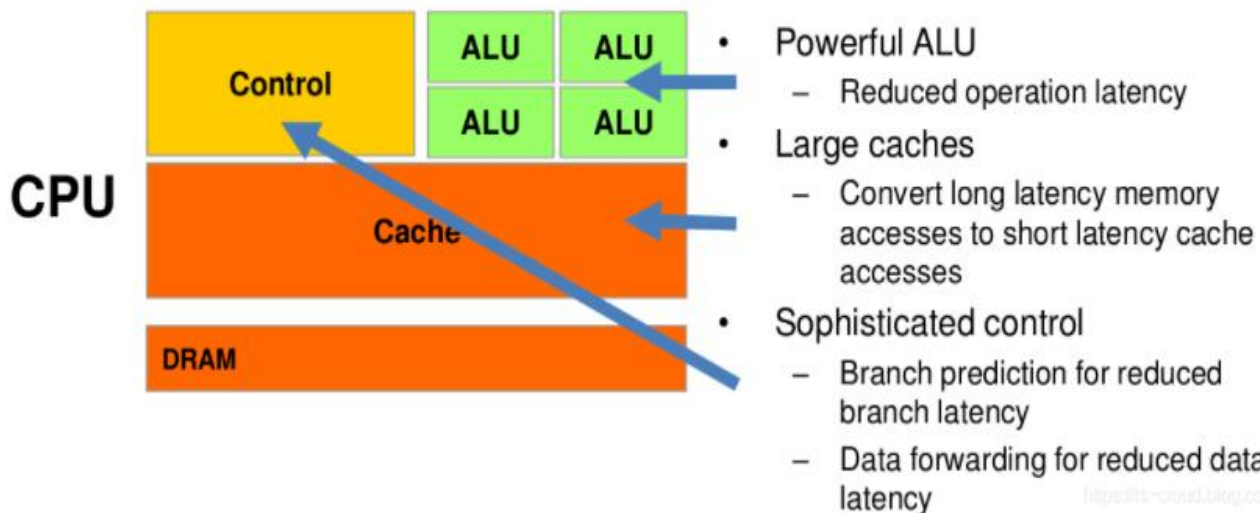 CPU
Control
ALU
ALU
ALU
ALU
Cache
DRAM
• Powerful ALU
– Reduced operation latency
• Large caches
– Convert long latency memory
accesses to short latency cache
accesses
• Sophisticated control
– Branch prediction for reduced
branch latency
– Data forwarding for reduced data
latency